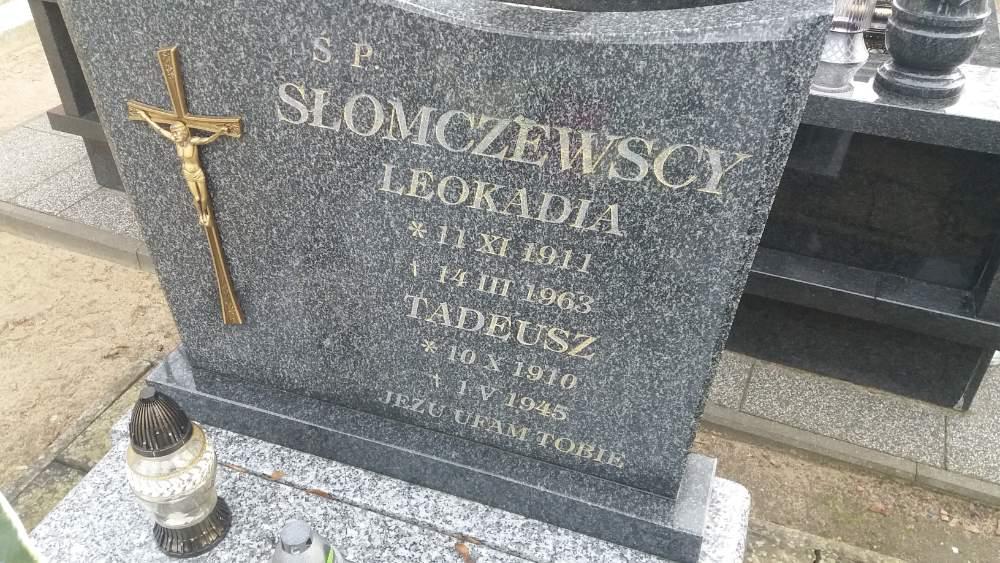 Ś. P.
SŁOMCZEWSCY
LEOKADIA
* 11 XI 1911
† 14 III 1963
TADEUSZ
* 10 X 1910
† 1 V 1945
JEZU UFAM TOBIE